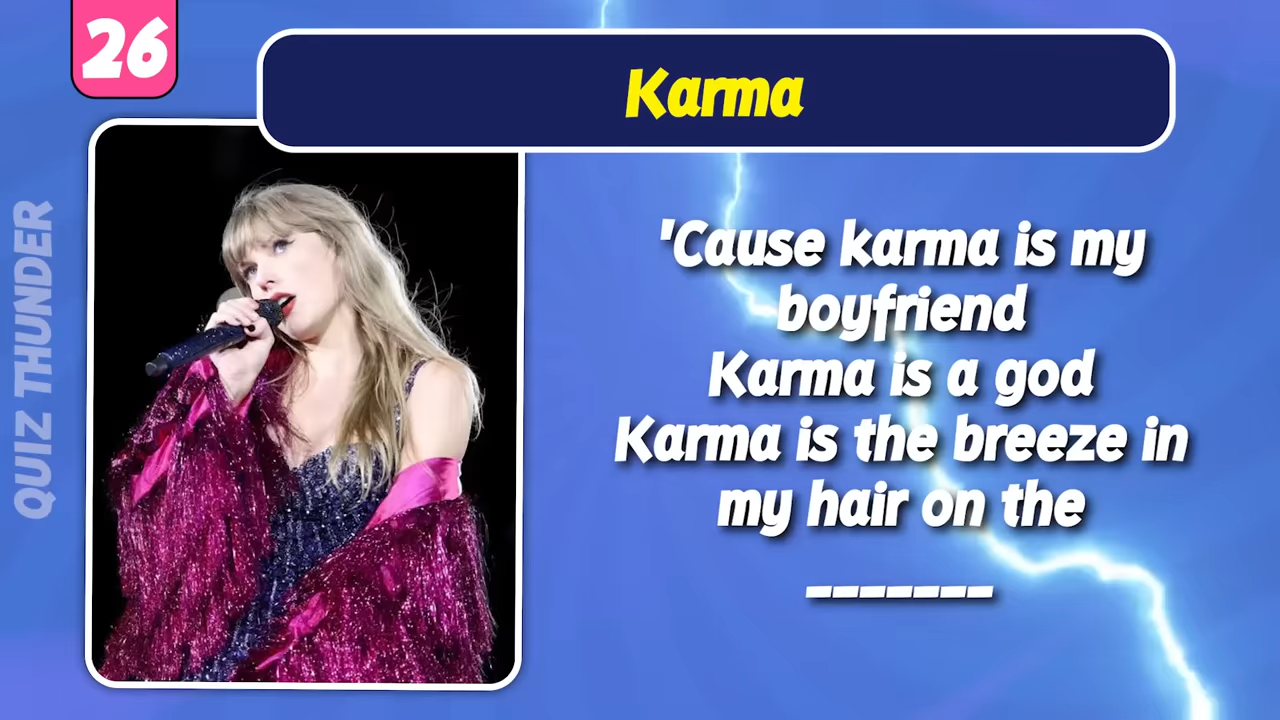 26
Karma
QUIZ THUNDER
'Cause karma is my
boyfriend
Karma is a god
Karma is the breeze in
my hair on the
_______